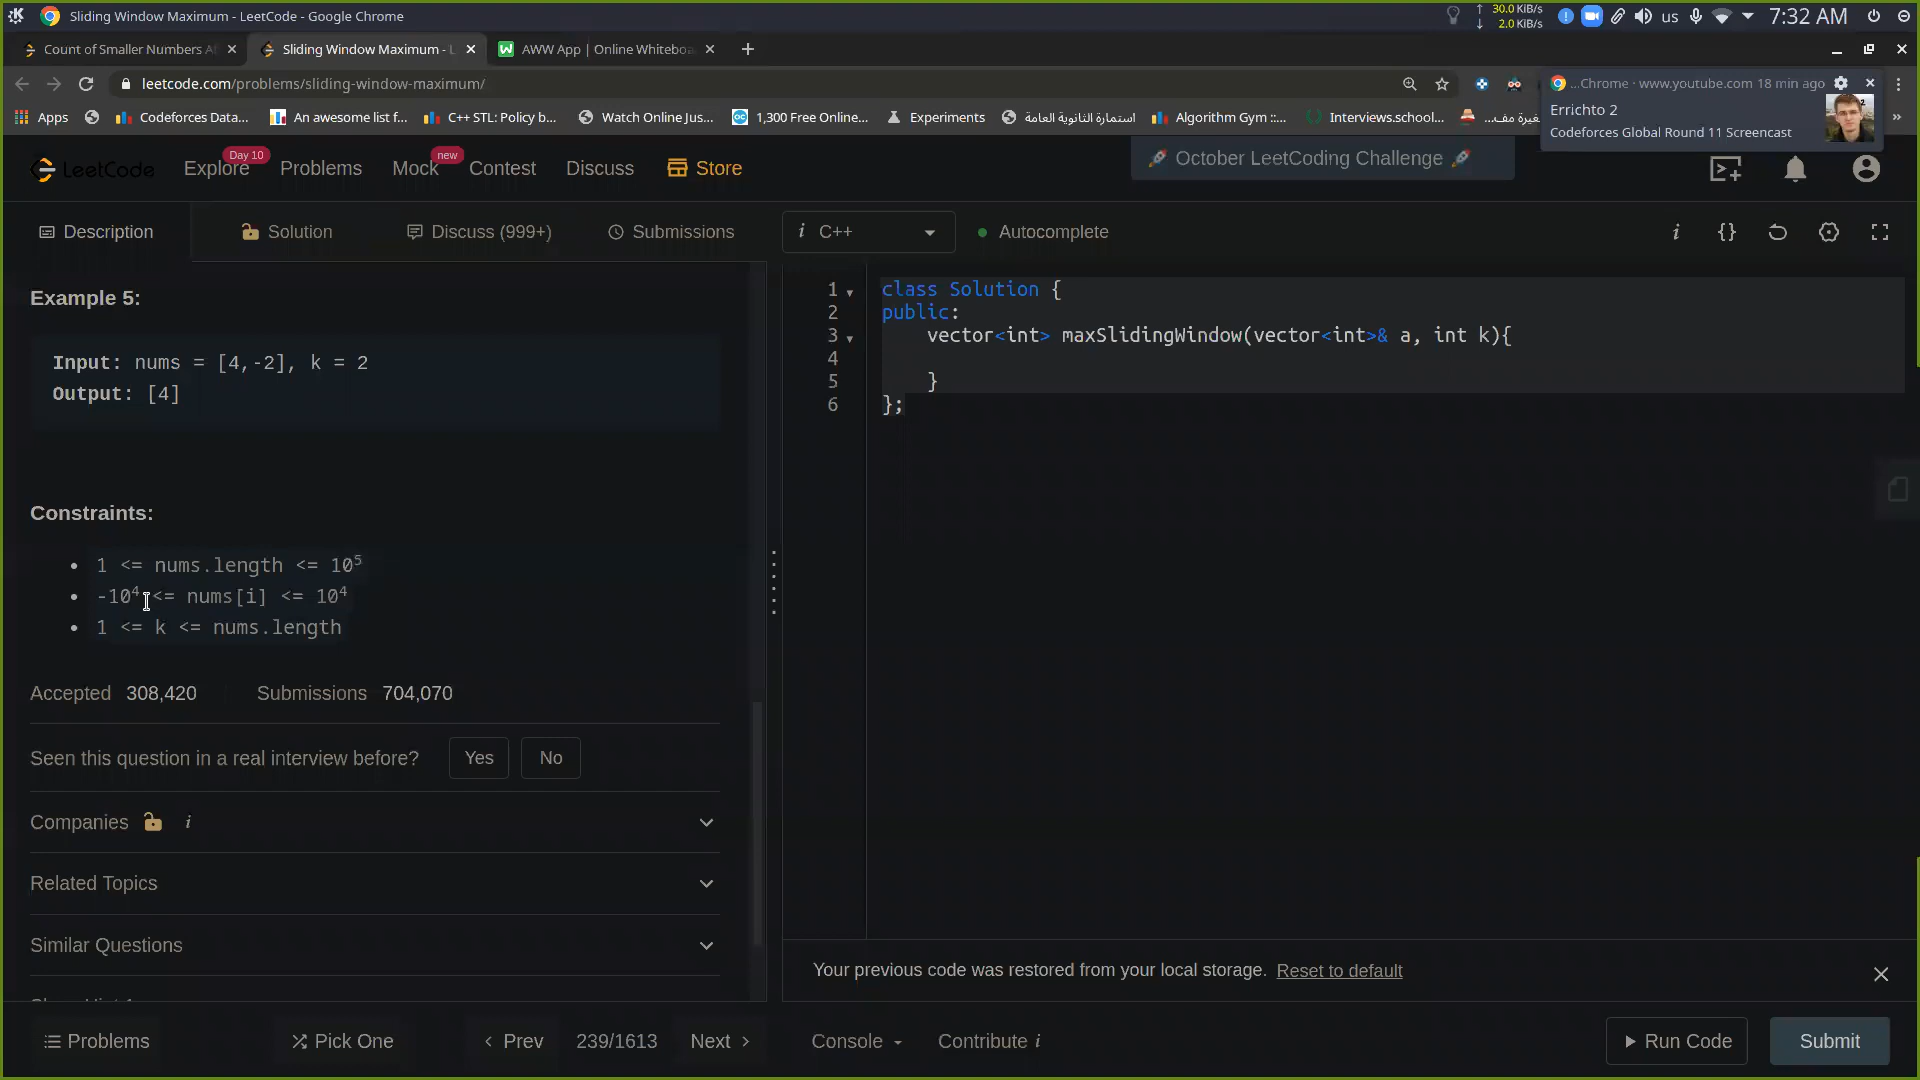 Sliding Window Maximum - LeetCode - Google Chrome
30.0 KiB/s
2.0 KiB/s
us
7:32 AM
Count of Smaller Numbers A
Sliding Window Maximum - L
AWW App | Online Whiteboa
leetcode.com/problems/sliding-window-maximum/
...Chrome · www.youtube.com 18 min ago
Errichto 2
Codeforces Global Round 11 Screencast
Apps
Codeforces Data...
An awesome list f...
C++ STL: Policy b...
Watch Online Jus...
1,300 Free Online...
Experiments
استمارة الثانوية العامة
Algorithm Gym ::...
Interviews.school...
»
LeetCode
Explore
Day 10
Problems
Mock
new
Contest
Discuss
Store
October LeetCoding Challenge
Description
Solution
Discuss (999+)
Submissions
i C++
Autocomplete
i
{}
Example 5:
Input: nums = [4,-2], k = 2
Output: [4]
Constraints:
1 <= nums.length <= 10⁵
-10⁴ <= nums[i] <= 10⁴
1 <= k <= nums.length
Accepted 308,420 Submissions 704,070
Seen this question in a real interview before? Yes No
Companies i
Related Topics
Similar Questions
1 class Solution {
2 public:
3 vector<int> maxSlidingWindow(vector<int>& a, int k){
4
5 }
6 };
Your previous code was restored from your local storage. Reset to default
Problems
Pick One
Prev
239/1613
Next
Console
Contribute i
Run Code
Submit